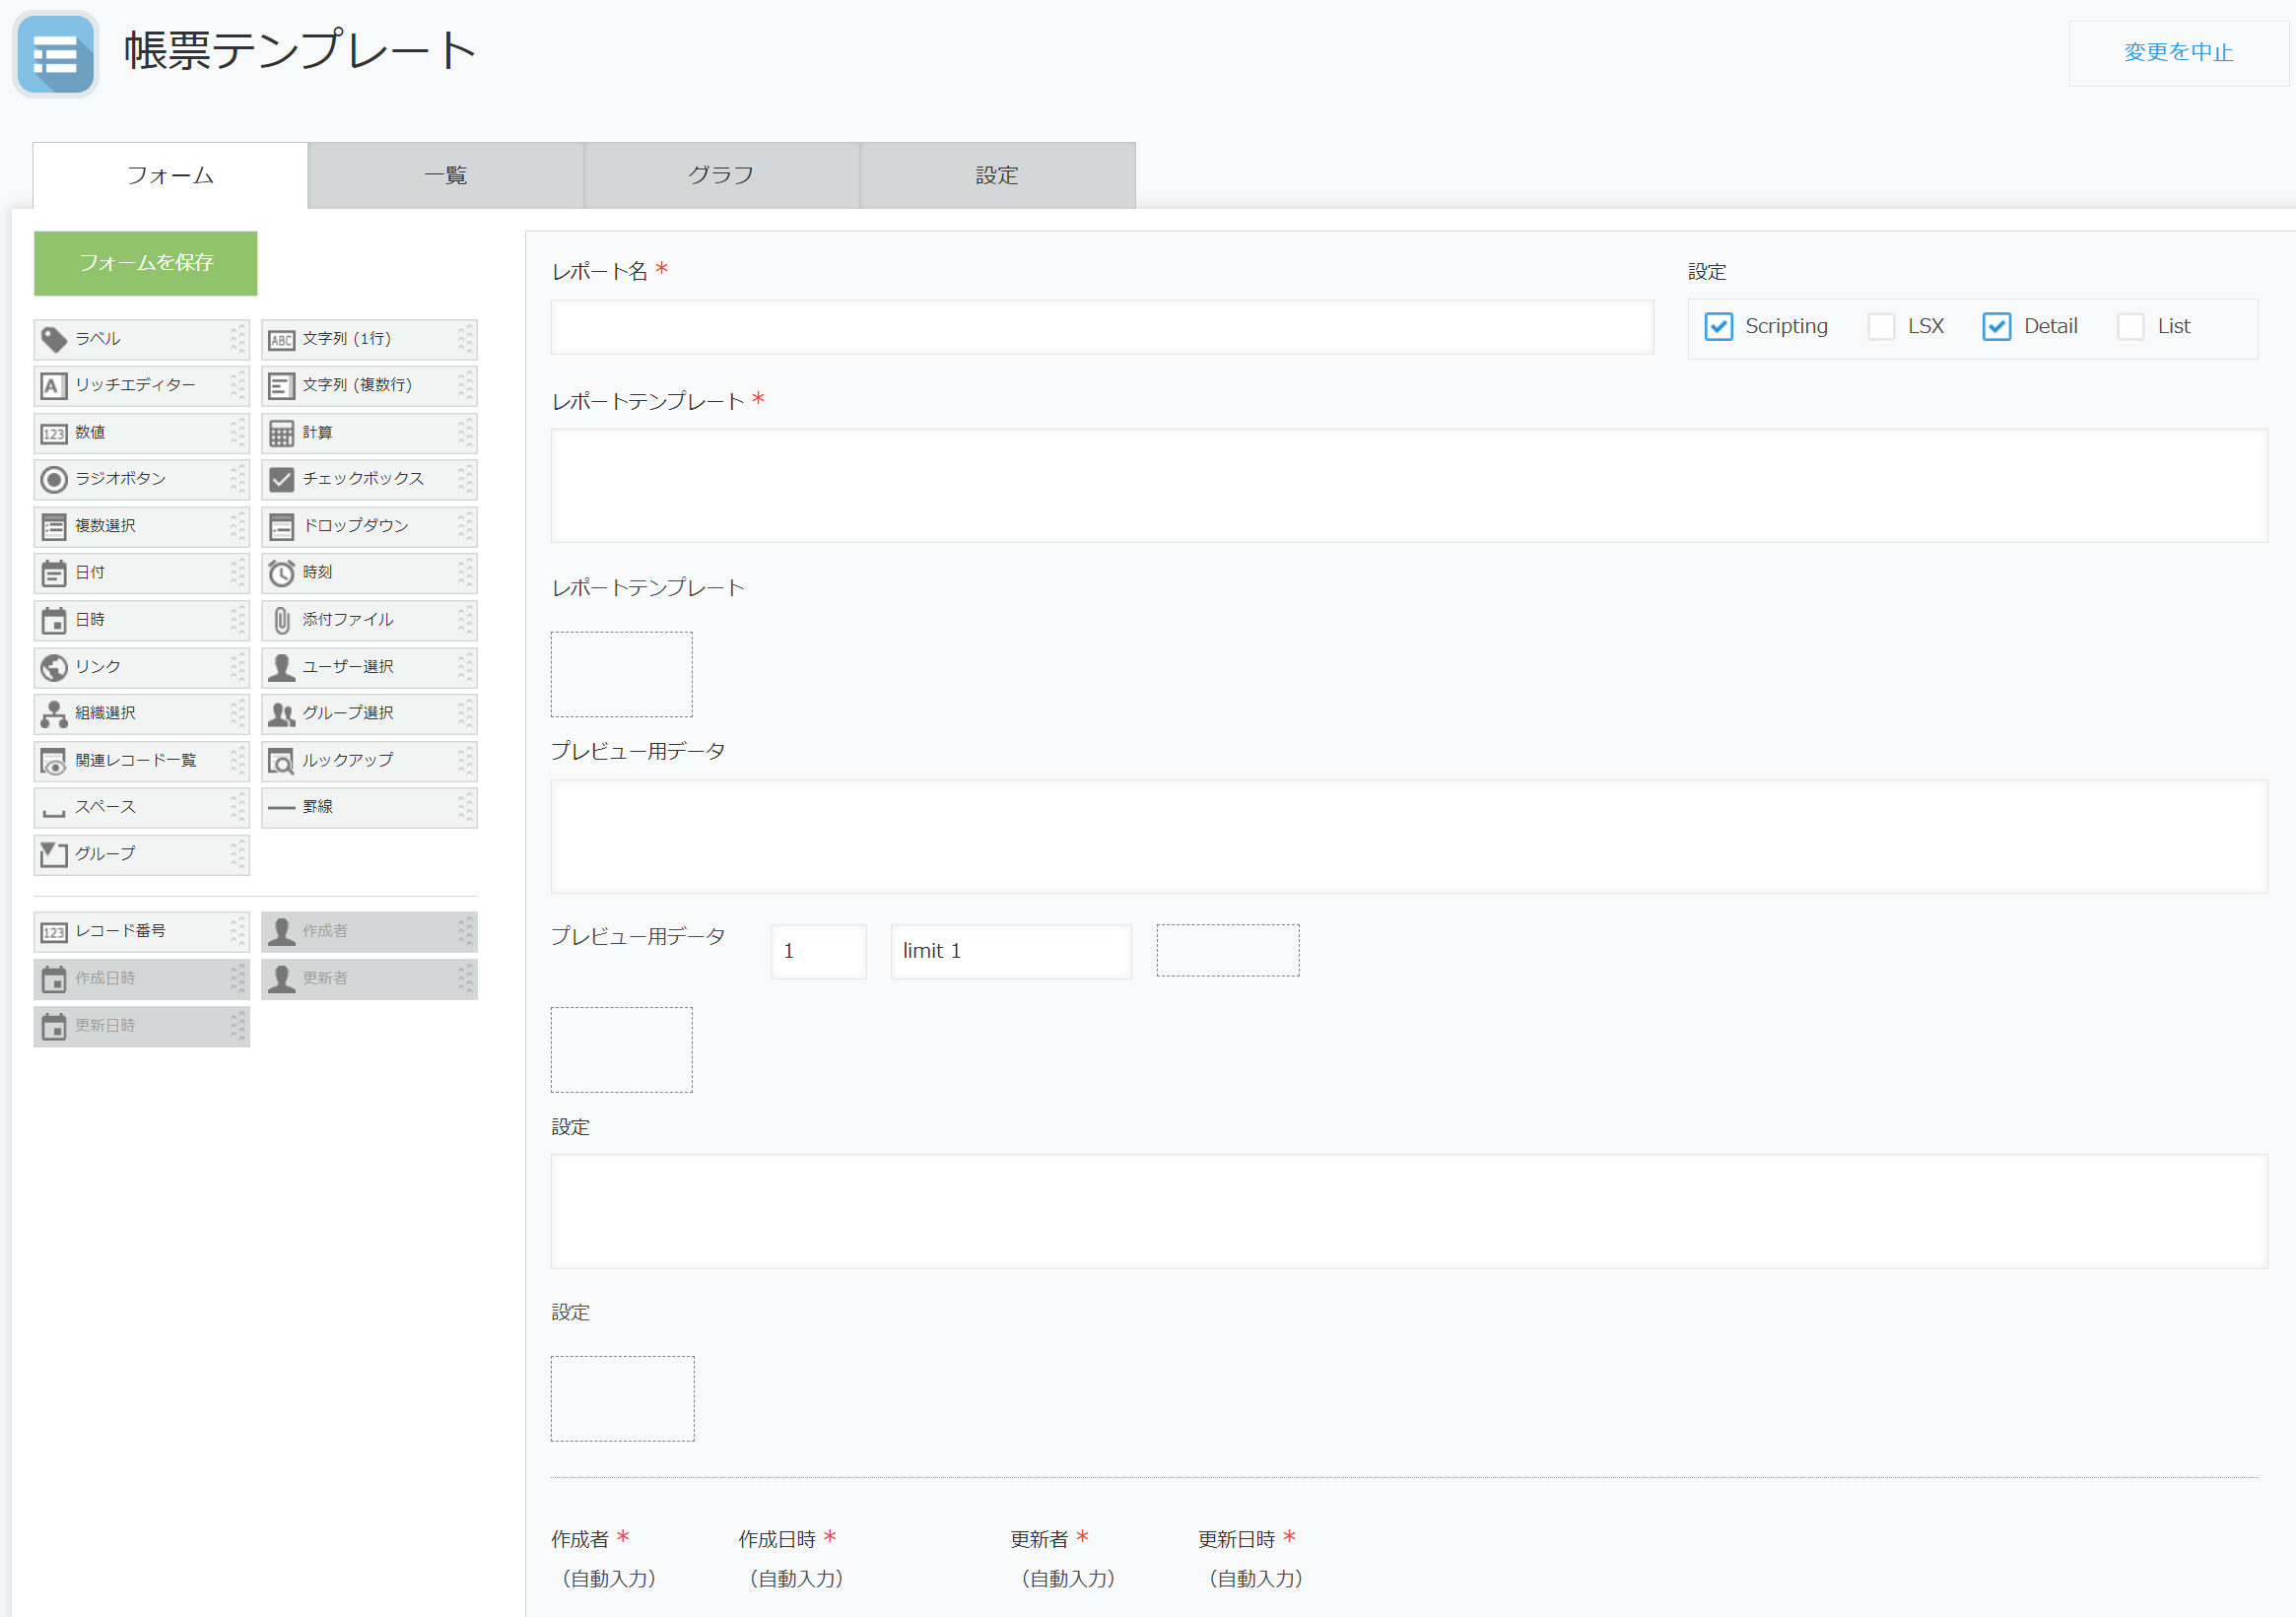 帳票テンプレート
変更を中止
フォーム
一覧
グラフ
設定
フォームを保存
ラベル
ABC 文字列 (1行)
A リッチエディター
文字列 (複数行)
123 数値
計算
ラジオボタン
チェックボックス
複数選択
ドロップダウン
日付
時刻
日時
添付ファイル
リンク
ユーザー選択
組織選択
グループ選択
関連レコード一覧
ルックアップ
スペース
罫線
グループ
123 レコード番号
作成者
作成日時
更新者
更新日時
レポート名 *
設定
Scripting
LSX
Detail
List
レポートテンプレート *
レポートテンプレート
プレビュー用データ
プレビュー用データ
1
limit 1
設定
設定
作成者 *
作成日時 *
更新者 *
更新日時 *
（自動入力）
（自動入力）
（自動入力）
（自動入力）